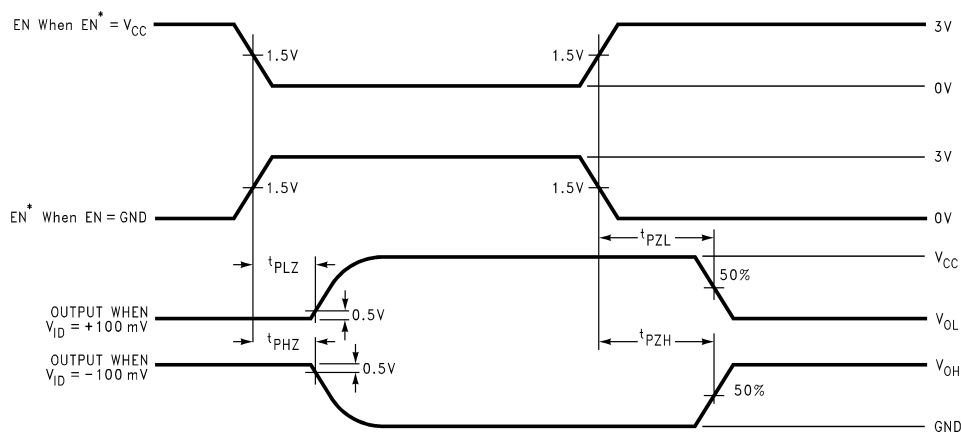 EN When EN* = VCC
1.5V
1.5V
3V
0V
3V
1.5V
1.5V
EN* When EN = GND
0V
tPZL
VCC
tPLZ
50%
OUTPUT WHEN
VID = +100 mV
0.5V
VOL
tPHZ
tPZH
OUTPUT WHEN
VID = −100 mV
0.5V
VOH
50%
GND